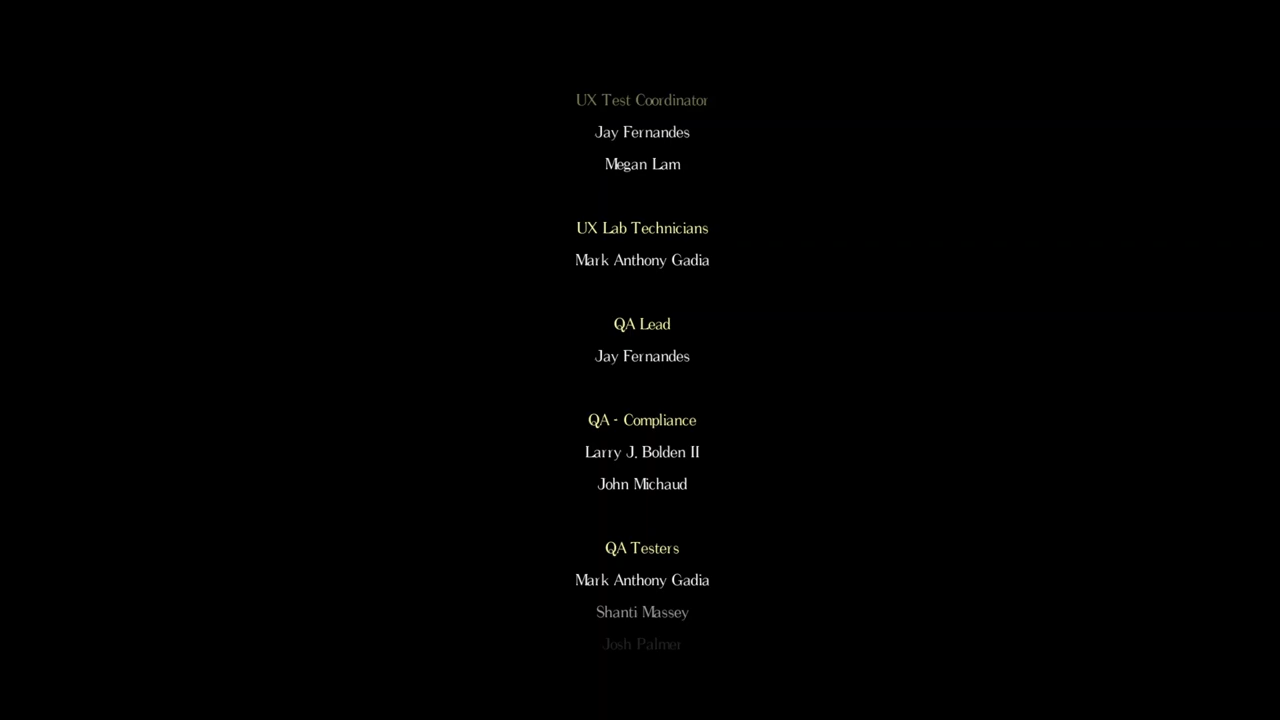 UX Test Coordinator
Jay Fernandes
Megan Lam
UX Lab Technicians
Mark Anthony Gadia
QA Lead
Jay Fernandes
QA - Compliance
Larry J. Bolden II
John Michaud
QA Testers
Mark Anthony Gadia
Shanti Massey
Josh Palmer